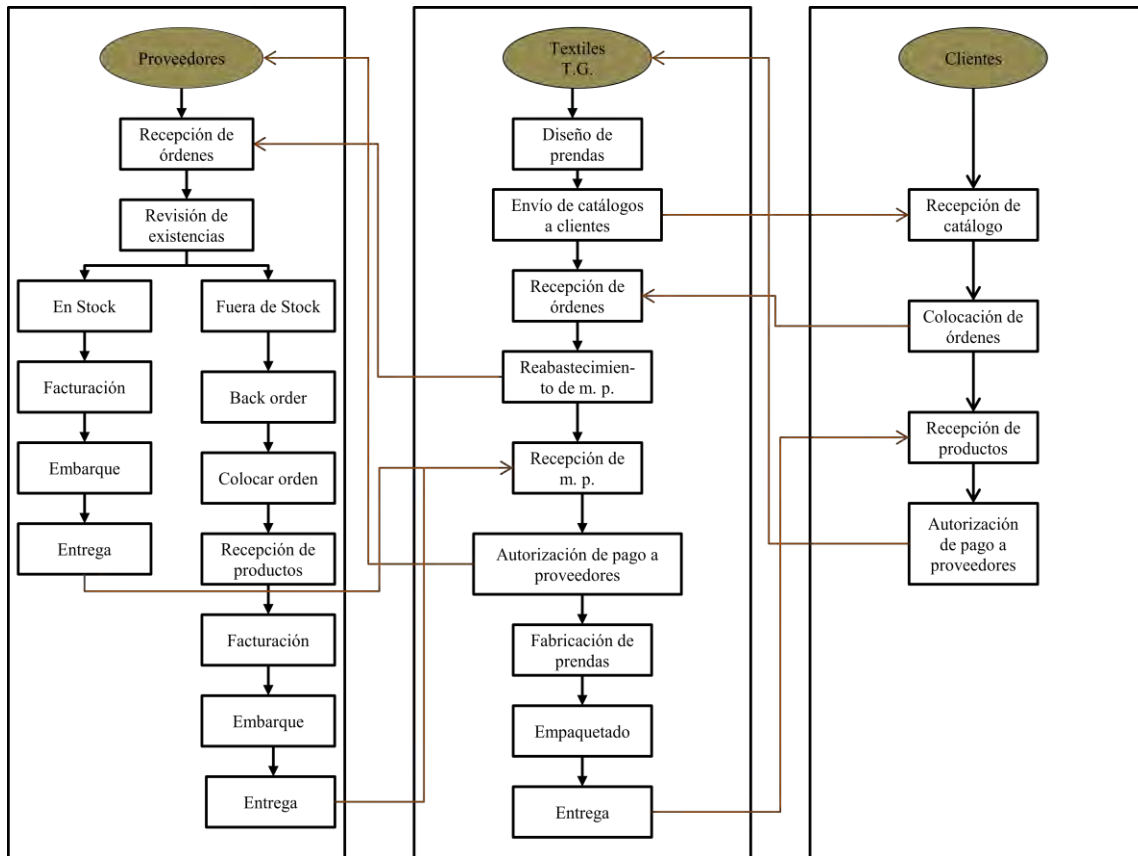 Proveedores
Recepción de
órdenes
Revisión de
existencias
En Stock
Facturación
Embarque
Entrega
Fuera de Stock
Back order
Colocar orden
Recepción de
productos
Facturación
Embarque
Entrega
Textiles
T.G.
Diseño de
prendas
Envío de catálogos
a clientes
Recepción de
órdenes
Reabastecimien-
to de m. p.
Recepción de
m. p.
Autorización de pago a
proveedores
Fabricación de
prendas
Empaquetado
Entrega
Clientes
Recepción de
catálogo
Colocación de
órdenes
Recepción de
productos
Autorización
de pago a
proveedores